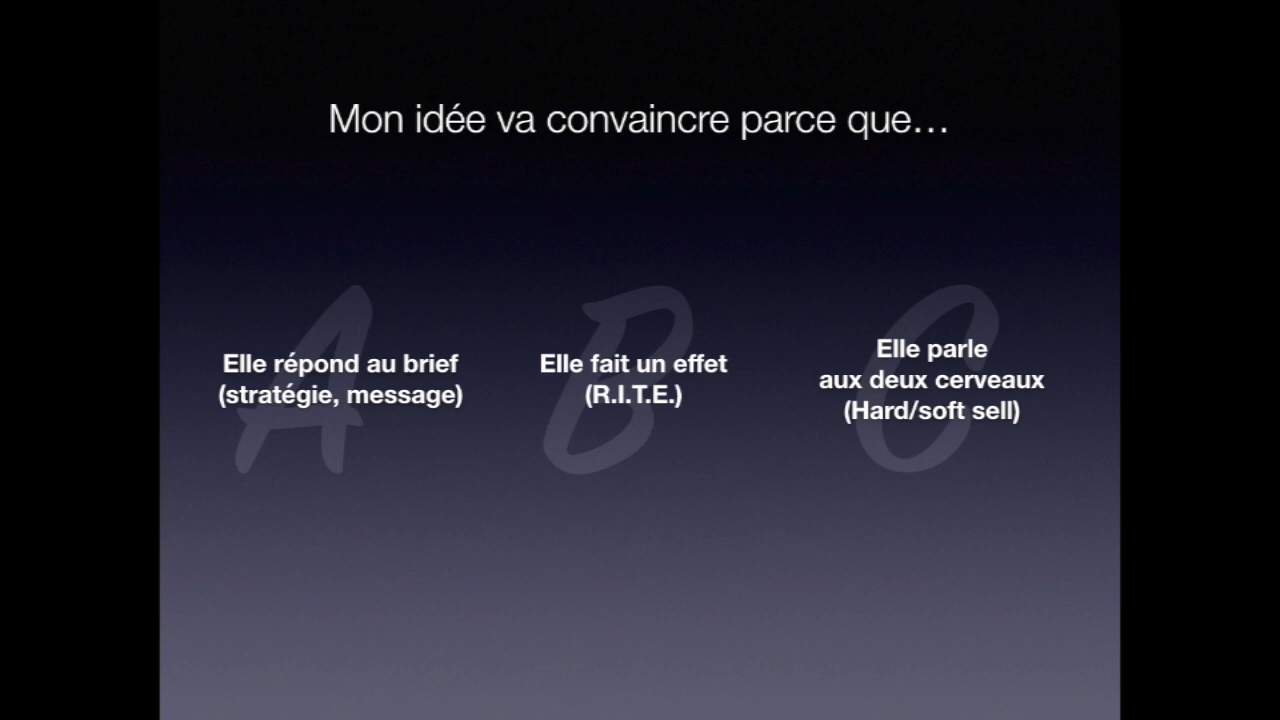 Mon idée va convaincre parce que…
A
Elle répond au brief
(stratégie, message)
B
Elle fait un effet
(R.I.T.E.)
C
Elle parle
aux deux cerveaux
(Hard/soft sell)